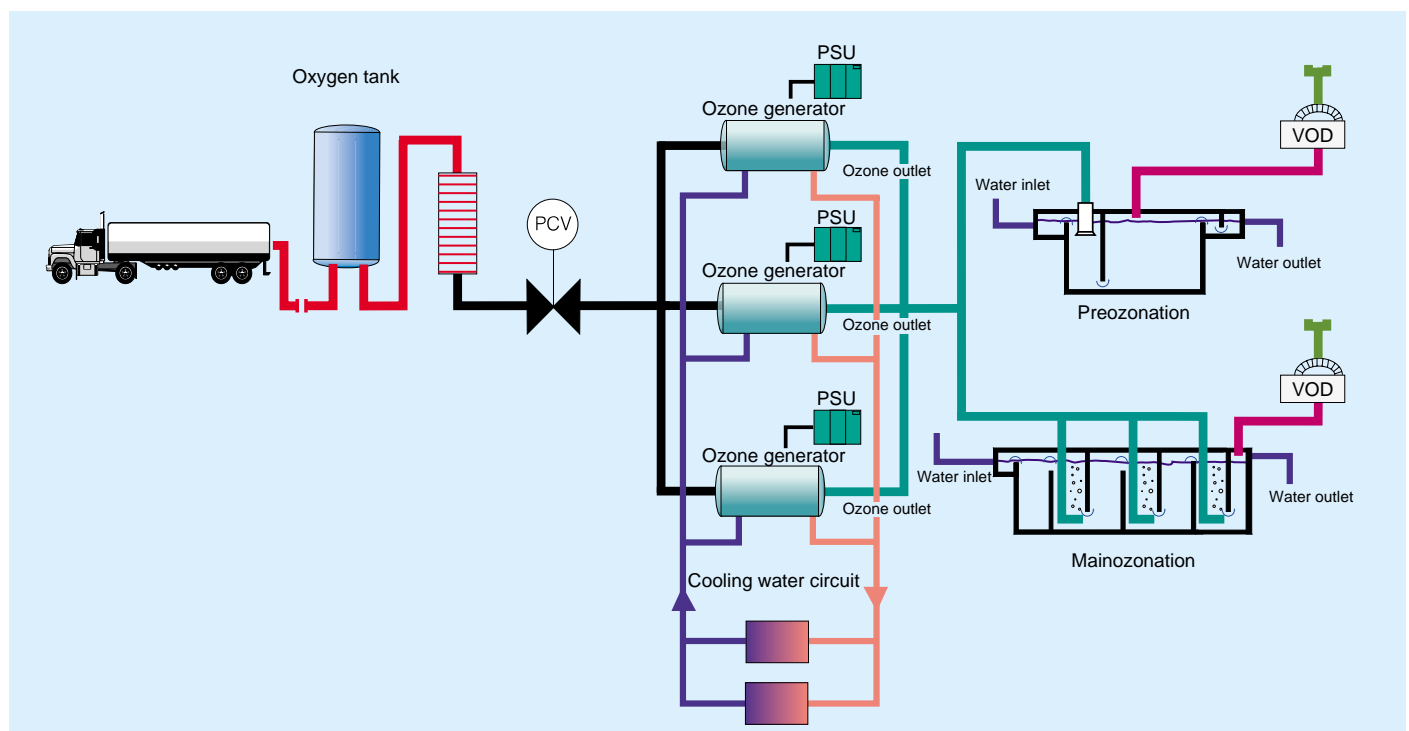 Oxygen tank
PCV
PSU
Ozone generator
Ozone outlet
PSU
Ozone generator
Ozone outlet
PSU
Ozone generator
Ozone outlet
Cooling water circuit
VOD
Water inlet
Water outlet
Preozonation
VOD
Water inlet
Water outlet
Mainozonation